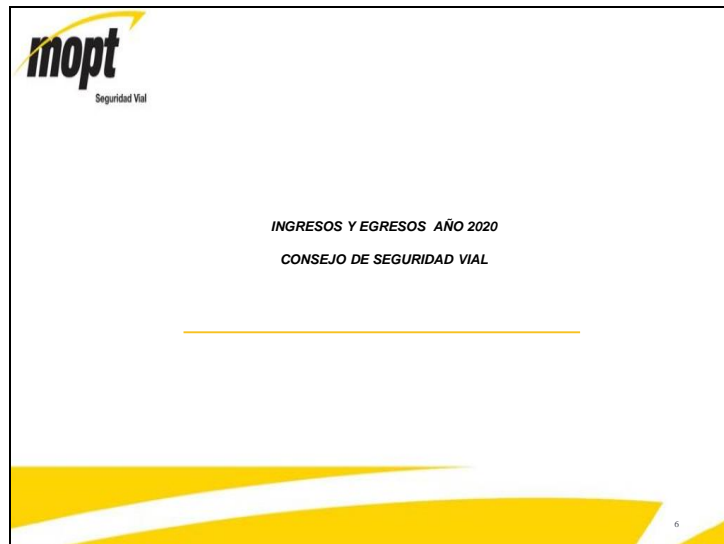 mopt
Seguridad Vial
INGRESOS Y EGRESOS AÑO 2020
CONSEJO DE SEGURIDAD VIAL
6